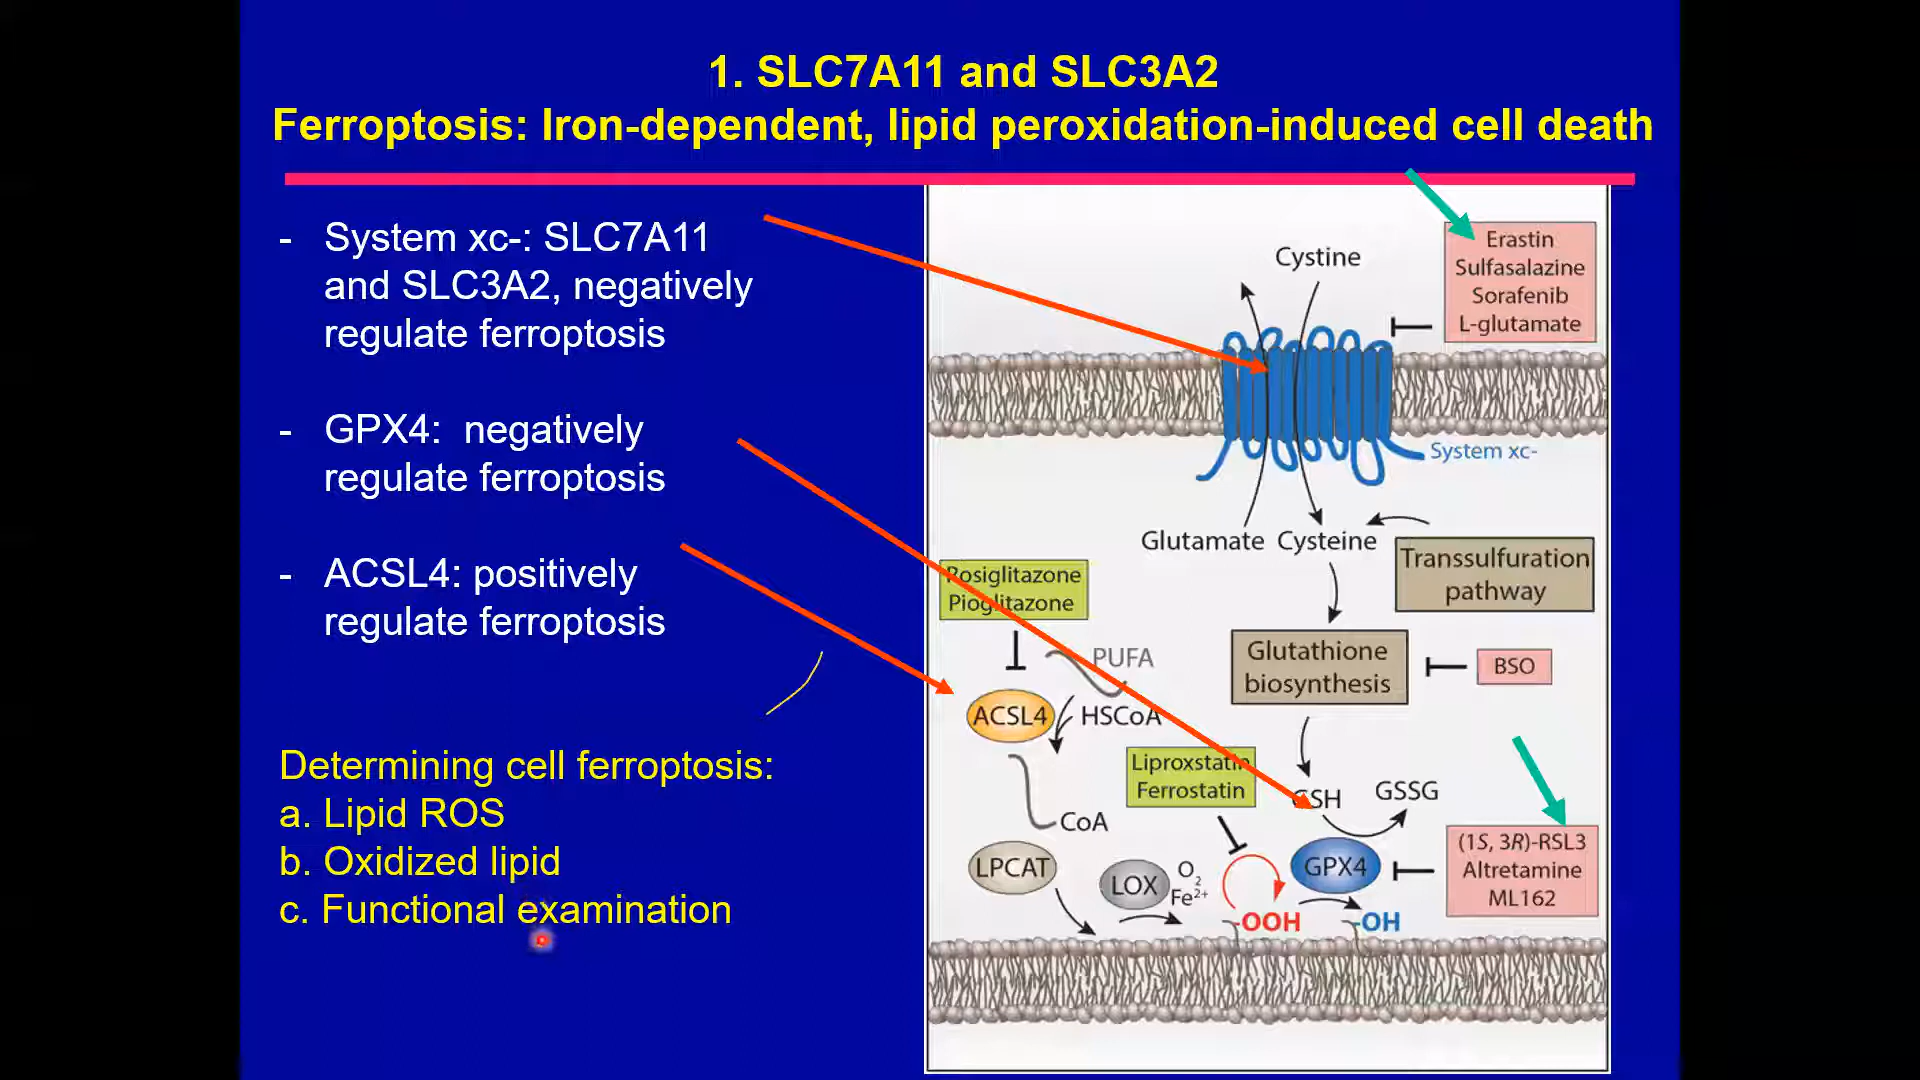 1. SLC7A11 and SLC3A2
Ferroptosis: Iron-dependent, lipid peroxidation-induced cell death
- System xc-: SLC7A11
and SLC3A2, negatively
regulate ferroptosis
- GPX4: negatively
regulate ferroptosis
- ACSL4: positively
regulate ferroptosis
Determining cell ferroptosis:
a. Lipid ROS
b. Oxidized lipid
c. Functional examination
Cystine
Erastin
Sulfasalazine
Sorafenib
L-glutamate
System xc-
Glutamate Cysteine
Transsulfuration
pathway
Rosiglitazone
Pioglitazone
PUFA
Glutathione
biosynthesis
BSO
ACSL4
HSCoA
Liproxstatin
Ferrostatin
GSH
GSSG
CoA
LPCAT
LOX
O2
Fe2+
GPX4
(1S, 3R)-RSL3
Altretamine
ML162
-OOH
-OH